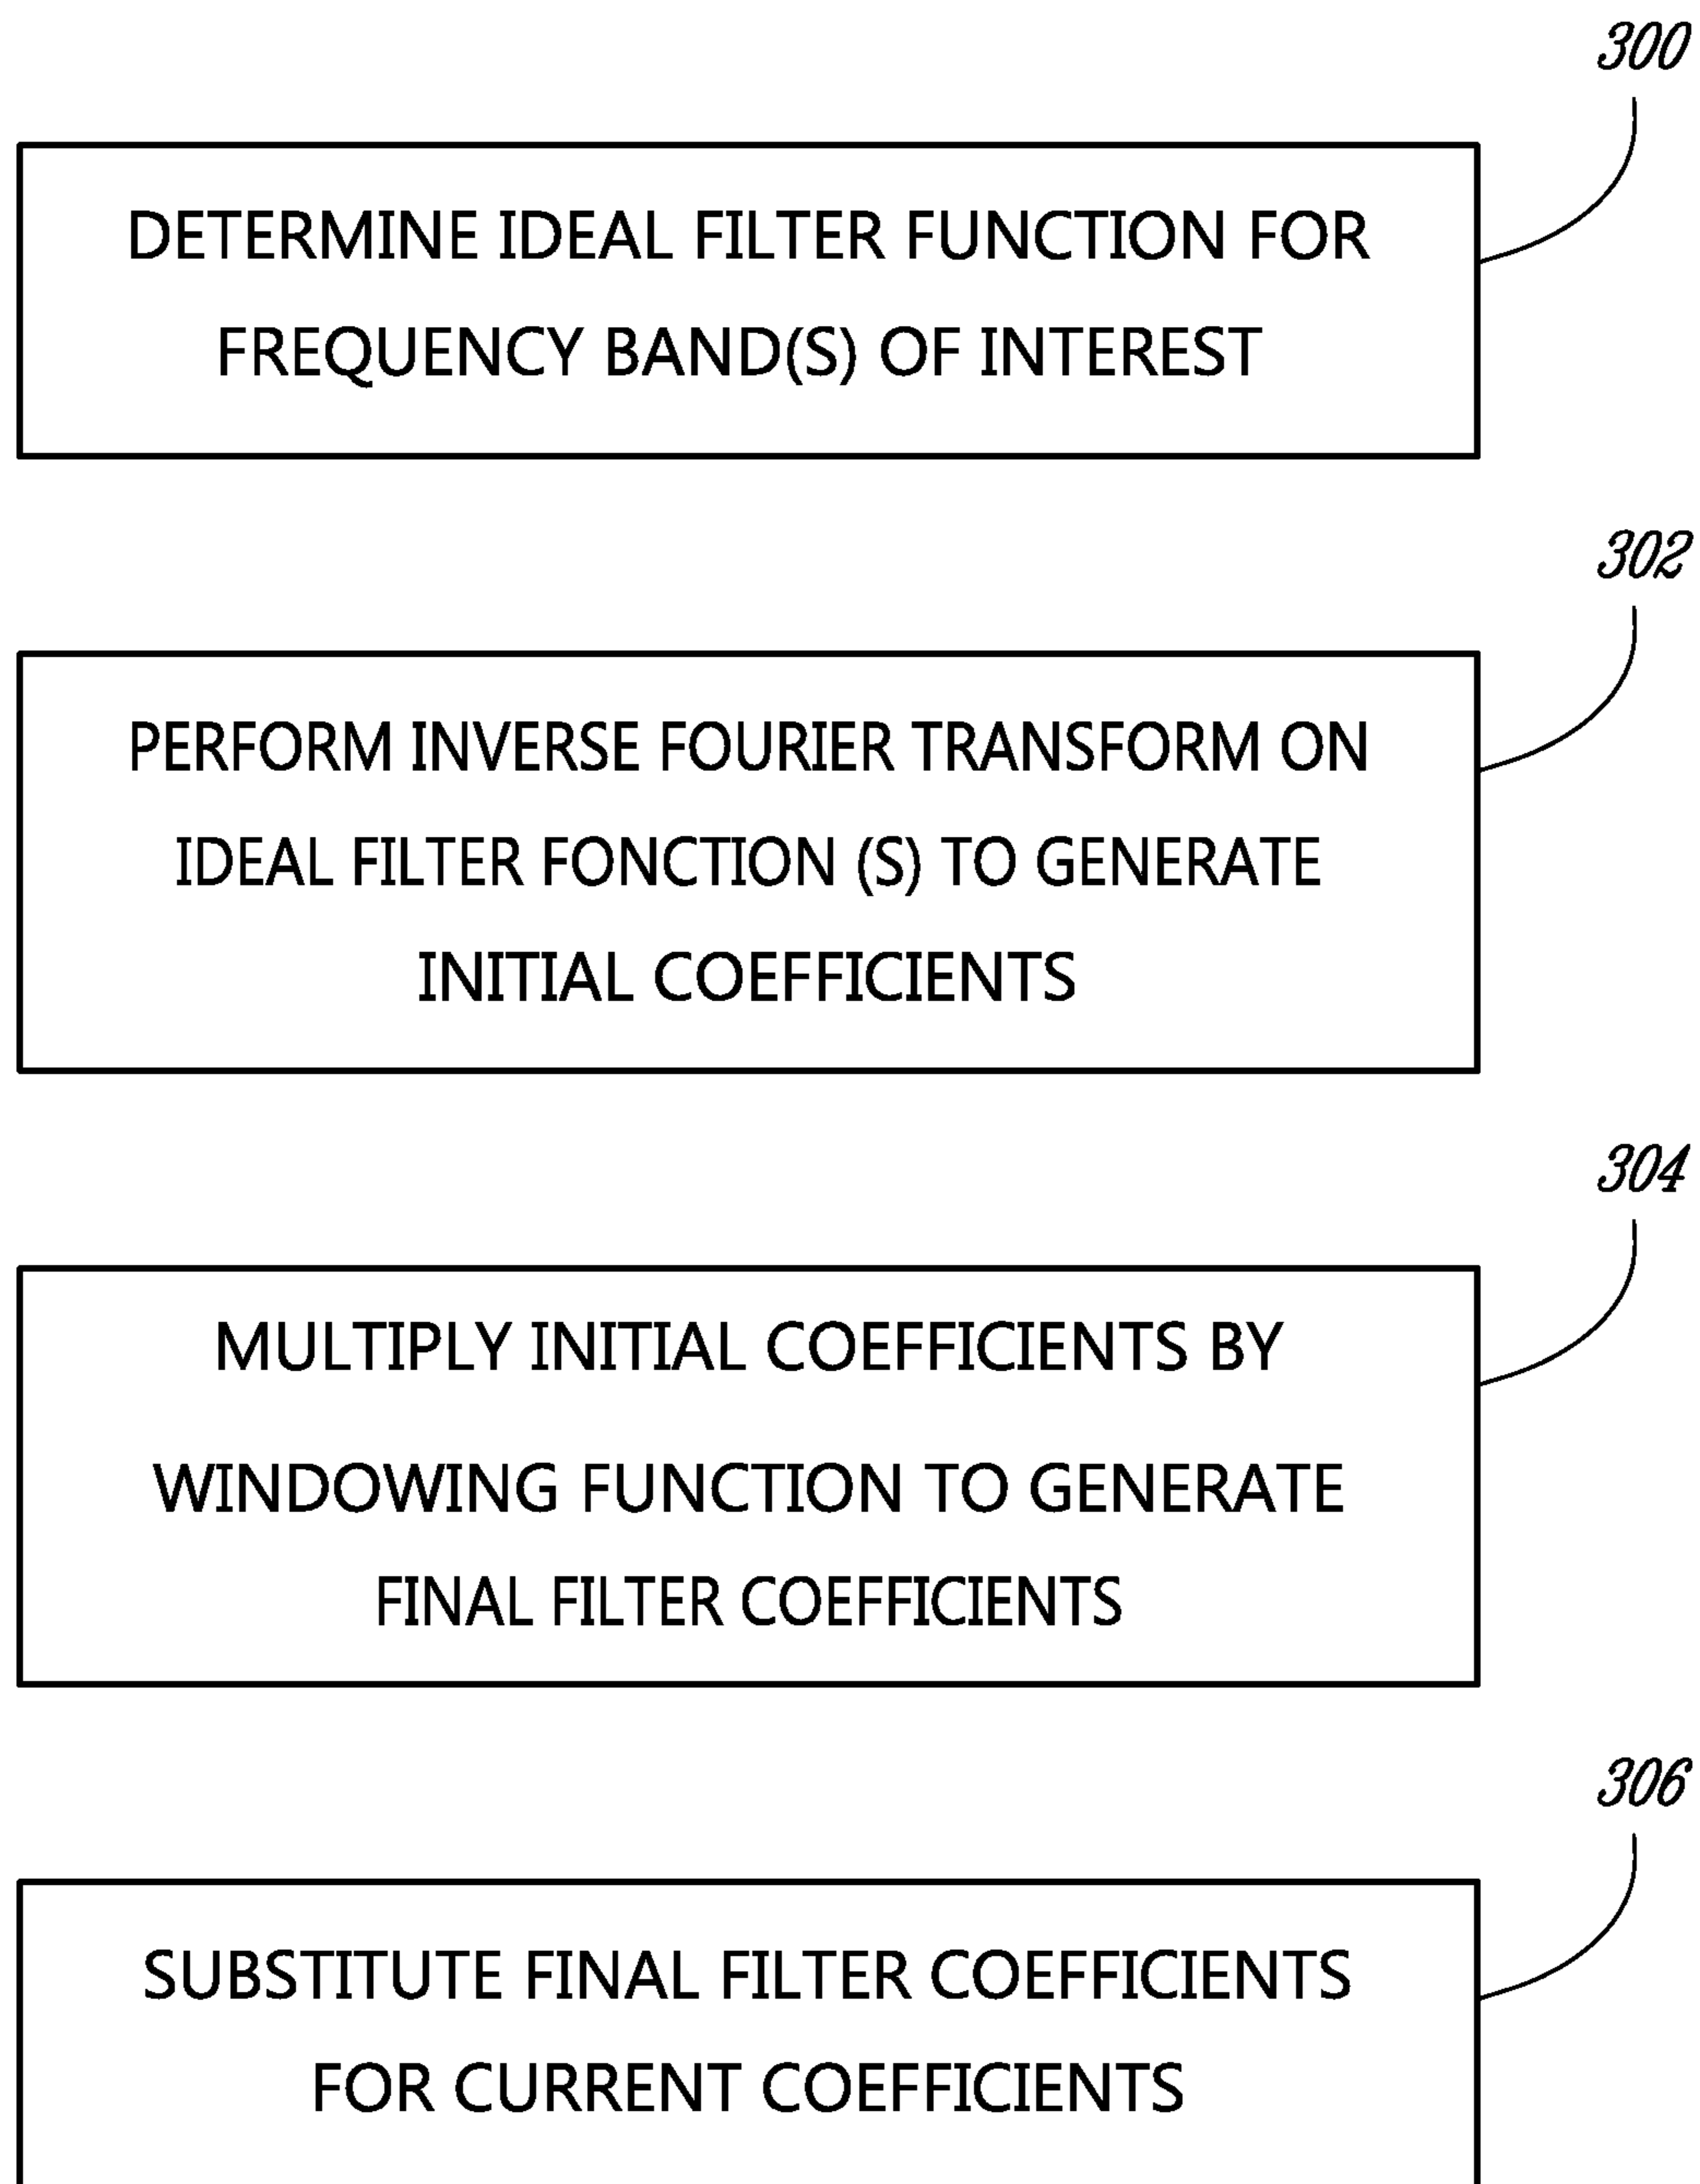 300
DETERMINE IDEAL FILTER FUNCTION FOR
FREQUENCY BAND(S) OF INTEREST
302
PERFORM INVERSE FOURIER TRANSFORM ON
IDEAL FILTER FONCTION (S) TO GENERATE
INITIAL COEFFICIENTS
304
MULTIPLY INITIAL COEFFICIENTS BY
WINDOWING FUNCTION TO GENERATE
FINAL FILTER COEFFICIENTS
306
SUBSTITUTE FINAL FILTER COEFFICIENTS
FOR CURRENT COEFFICIENTS